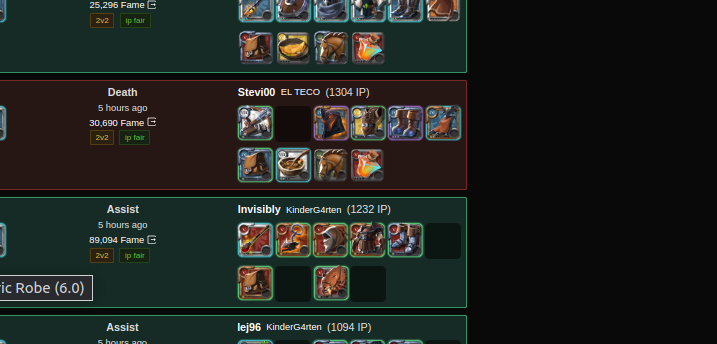 25,296 Fame
2v2 ip fair
Death
5 hours ago
30,690 Fame
2v2 ip fair
Stevi00 EL TECO (1304 IP)
Assist
5 hours ago
89,094 Fame
2v2 ip fair
Invisibly KinderG4rten (1232 IP)
ric Robe (6.0)
Assist
5 hours ago
lej96 KinderG4rten (1094 IP)